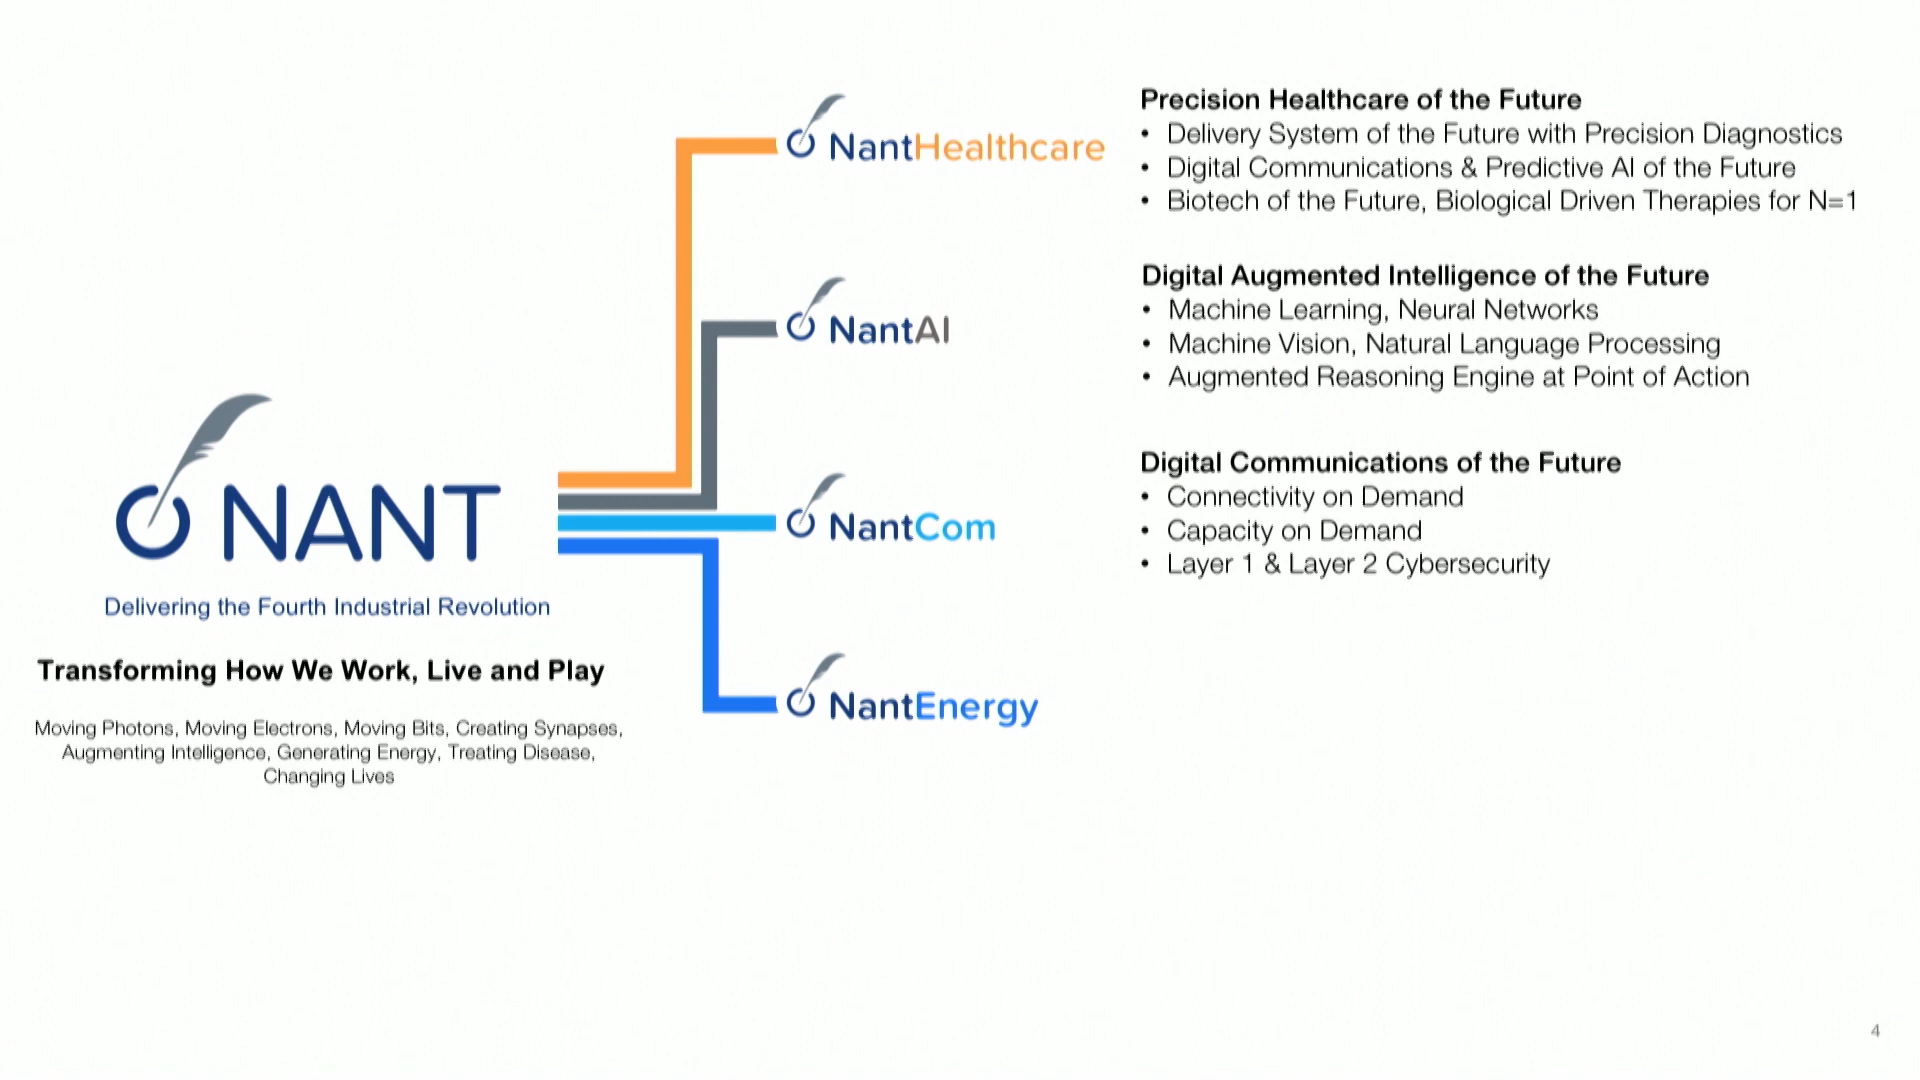 NANT
Delivering the Fourth Industrial Revolution
Transforming How We Work, Live and Play
Moving Photons, Moving Electrons, Moving Bits, Creating Synapses,
Augmenting Intelligence, Generating Energy, Treating Disease,
Changing Lives
NantHealthcare
Precision Healthcare of the Future
• Delivery System of the Future with Precision Diagnostics
• Digital Communications & Predictive AI of the Future
• Biotech of the Future, Biological Driven Therapies for N=1
NantAI
Digital Augmented Intelligence of the Future
• Machine Learning, Neural Networks
• Machine Vision, Natural Language Processing
• Augmented Reasoning Engine at Point of Action
NantCom
Digital Communications of the Future
• Connectivity on Demand
• Capacity on Demand
• Layer 1 & Layer 2 Cybersecurity
NantEnergy
4